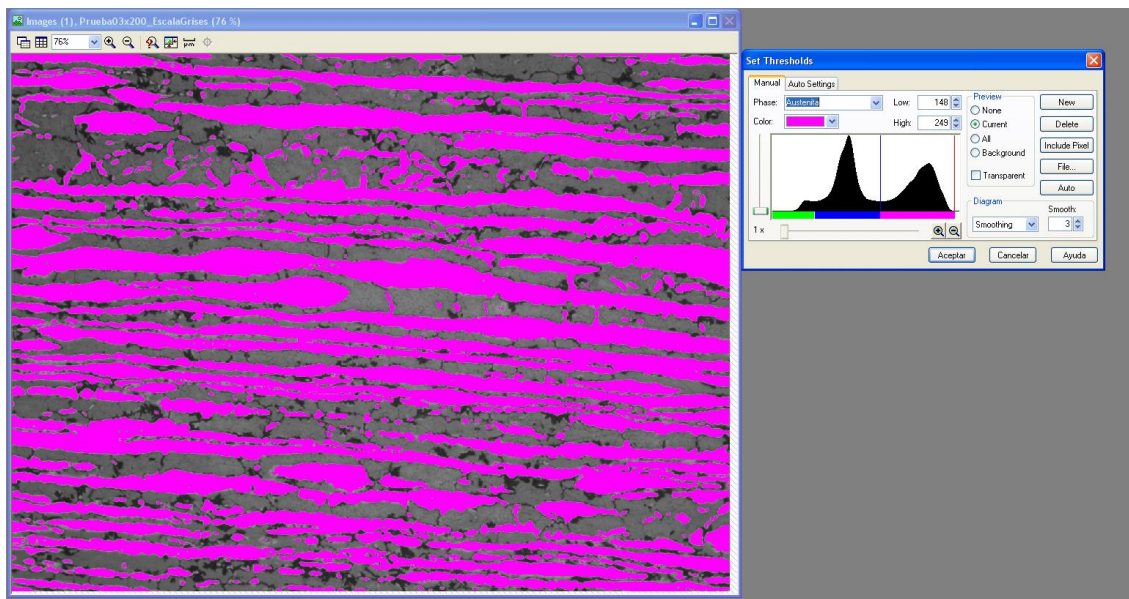 Images (1), Prueba03x200_EscalaGrises (76 %)
76%
µm
Set Thresholds
Manual Auto Settings
Phase: Austenita Low: 148 Preview New
None
Color: High: 249 Current Delete
All
Background Include Pixel
Transparent File...
Auto
Diagram
Smooth:
Smoothing 3
1 x
Aceptar Cancelar Ayuda